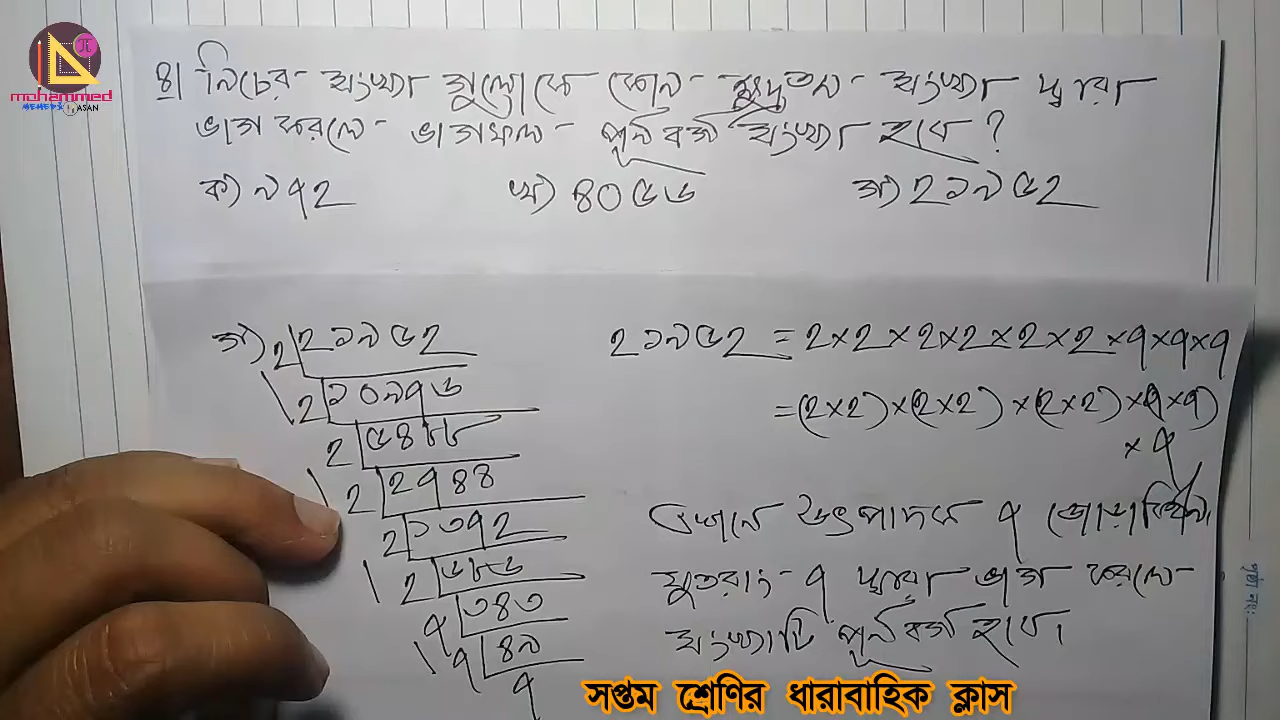 mohammed
HASAN
৪। নিচের সংখ্যা গুলোকে কোন ক্ষুদ্রতম সংখ্যা দ্বারা
ভাগ করলে ভাগফল পূর্ণবর্গ সংখ্যা হবে?
ক) ৯৭২ খ) ৪০৫৬ গ) ২১৯৫২
গ) ২|২১৯৫২
২|১০৯৭৬
২|৫৪৮৮
২|২৭৪৪
২|১৩৭২
২|৬৮৬
৭|৩৪৩
৭|৪৯
৭
২১৯৫২ = ২×২×২×২×২×২×৭×৭×৭
=(২×২)×(২×২)×(২×২)×(৭×৭)
×৭
এখানে উৎপাদক ৭ জোড়াবিহীন।
সুতরাং ৭ দ্বারা ভাগ করলে
সংখ্যাটি পূর্ণবর্গ হবে।
পৃষ্ঠা নং:
সপ্তম শ্রেণির ধারাবাহিক ক্লাস